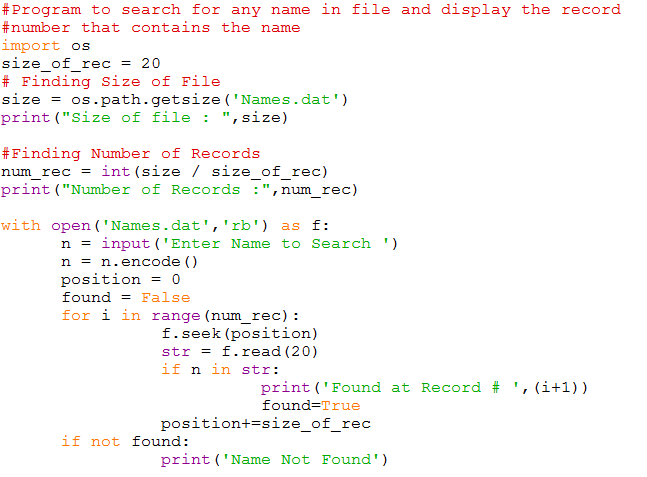 #Program to search for any name in file and display the record
#number that contains the name
import os
size_of_rec = 20
# Finding Size of File
size = os.path.getsize('Names.dat')
print("Size of file : ",size)

#Finding Number of Records
num_rec = int(size / size_of_rec)
print("Number of Records :",num_rec)

with open('Names.dat','rb') as f:
      n = input('Enter Name to Search ')
      n = n.encode()
      position = 0
      found = False
      for i in range(num_rec):
                f.seek(position)
                str = f.read(20)
                if n in str:
                          print('Found at Record # ',(i+1))
                          found=True
                position+=size_of_rec
      if not found:
                print('Name Not Found')